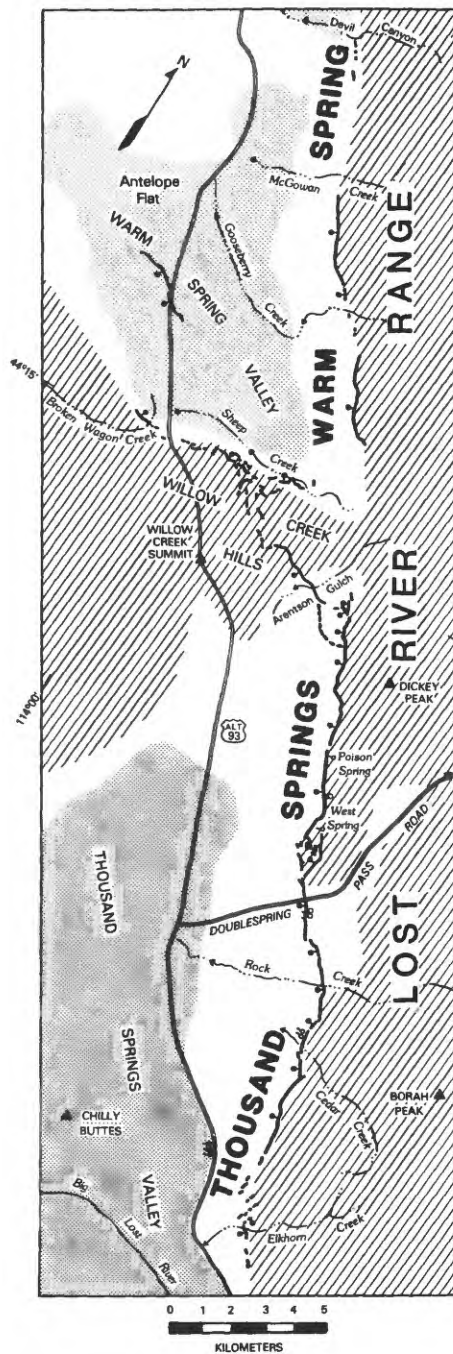 Devil Canyon
SPRING
N
McGowan Creek
Antelope
Flat
WARM
Gooseberry
Creek
RANGE
SPRING
VALLEY
WARM
44°15'
Broken Wagon Creek
Sheep
Creek
WILLOW
CREEK
HILLS
WILLOW
CREEK
SUMMIT
Arentson Gulch
RIVER
DICKEY
PEAK
114°00'
SPRINGS
ALT
93
Poison
Spring
West
Spring
PASS ROAD
DOUBLESPRING
THOUSAND
Rock Creek
LOST
SPRINGS
THOUSAND
CHILLY
BUTTES
Cedar
Creek
BORAH
PEAK
VALLEY
Big
Lost
River
Elkhorn Creek
0 1 2 3 4 5
KILOMETERS